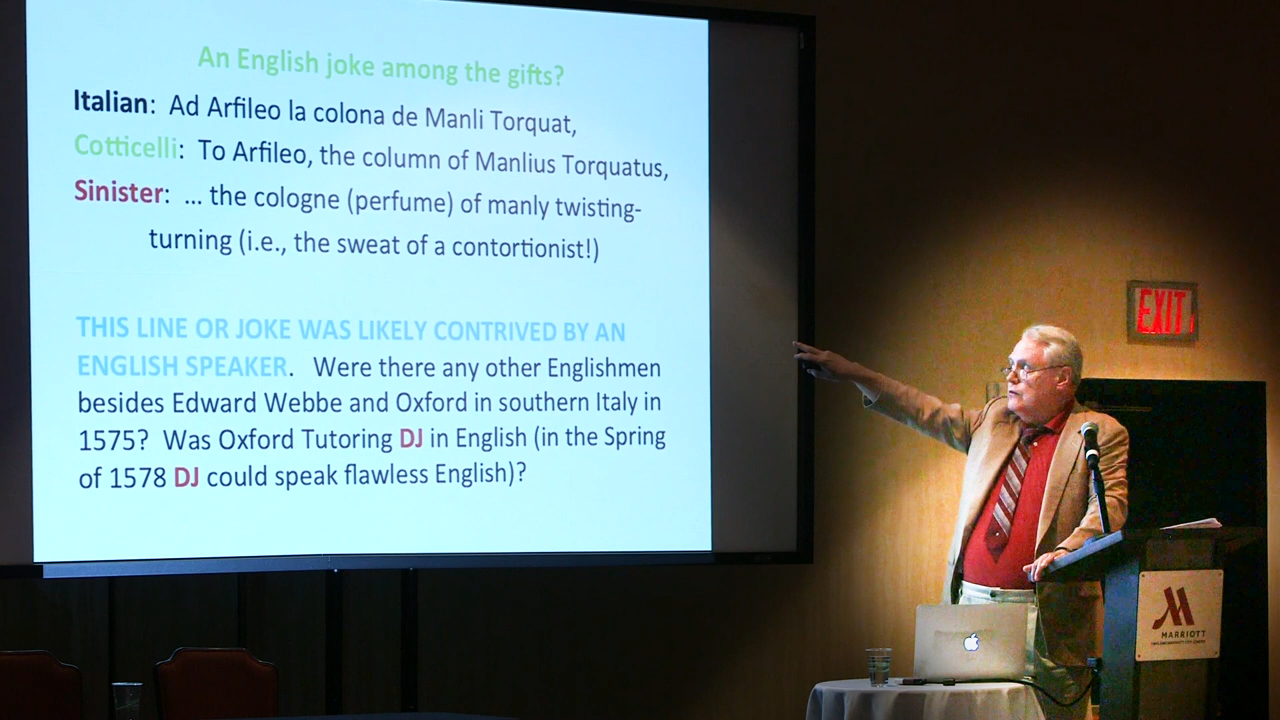 An English joke among the gifts?
Italian: Ad Arfileo la colona de Manli Torquat,
Cotticelli: To Arfileo, the column of Manlius Torquatus,
Sinister: ... the cologne (perfume) of manly twisting-
turning (i.e., the sweat of a contortionist!)
THIS LINE OR JOKE WAS LIKELY CONTRIVED BY AN
ENGLISH SPEAKER. Were there any other Englishmen
besides Edward Webbe and Oxford in southern Italy in
1575? Was Oxford Tutoring DJ in English (in the Spring
of 1578 DJ could speak flawless English)?
EXIT
MARRIOTT